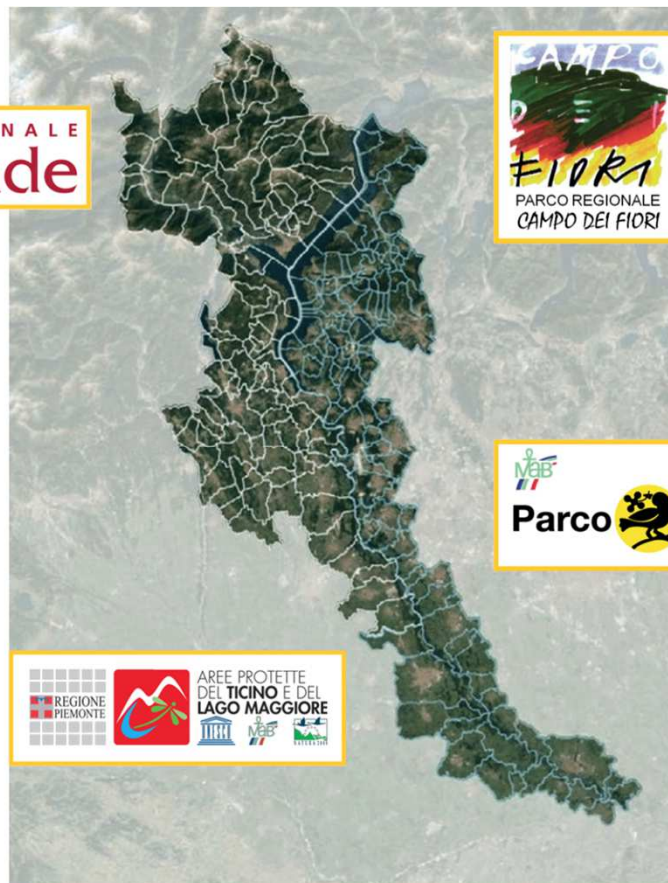 NALE
de
CAMPO
DEI
FIORI
PARCO REGIONALE
CAMPO DEI FIORI
MAB
Parco
REGIONE
PIEMONTE
AREE PROTETTE
DEL TICINO E DEL
LAGO MAGGIORE
MAB